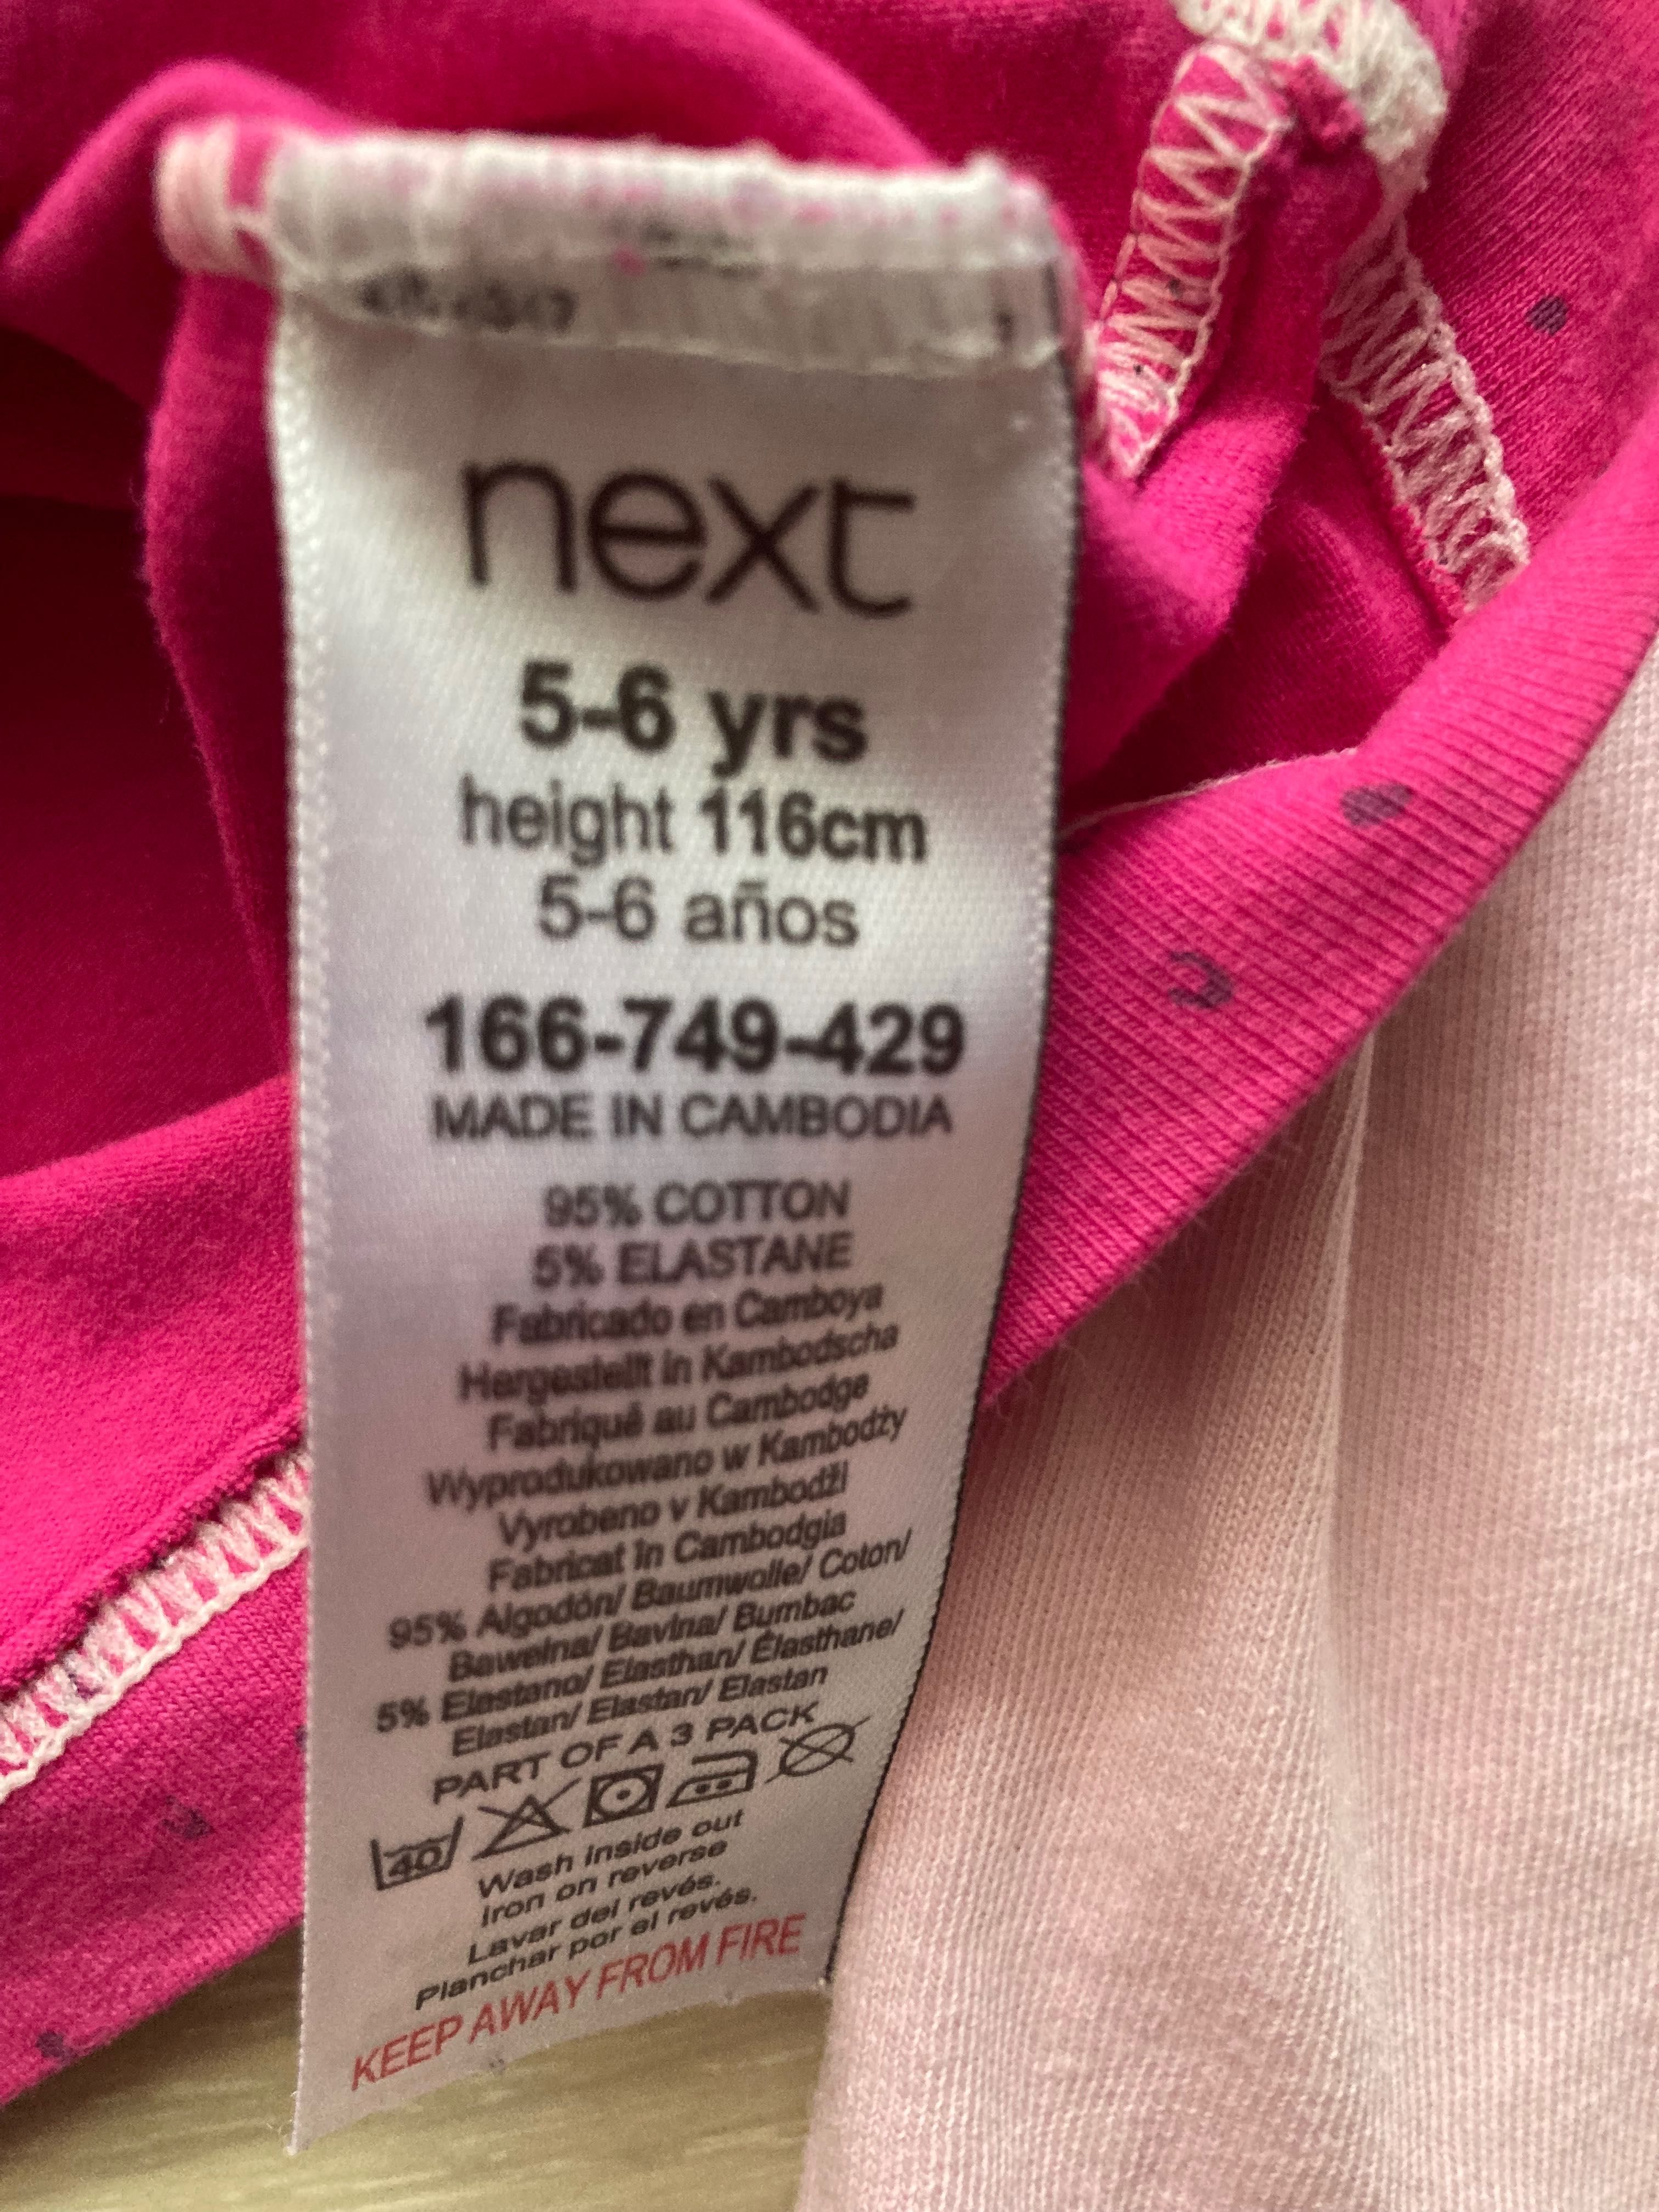 next
5-6 yrs
height 116cm
5-6 años
166-749-429
MADE IN CAMBODIA
95% COTTON
5% ELASTANE
Fabricado en Camboya
Hergestellt in Kambodscha
Fabriqué au Cambodge
Wyprodukowano w Kambodży
Vyrobeno v Kambodži
Fabricat în Cambodgia
95% Algodón/ Baumwolle/ Coton/
Bawełna/ Bavlna/ Bumbac
5% Elastano/ Elasthan/ Élasthane/
Elastan/ Elastan/ Elastan
PART OF A 3 PACK
40
Wash inside out
Iron on reverse
Lavar del revés.
Planchar por el revés.
KEEP AWAY FROM FIRE